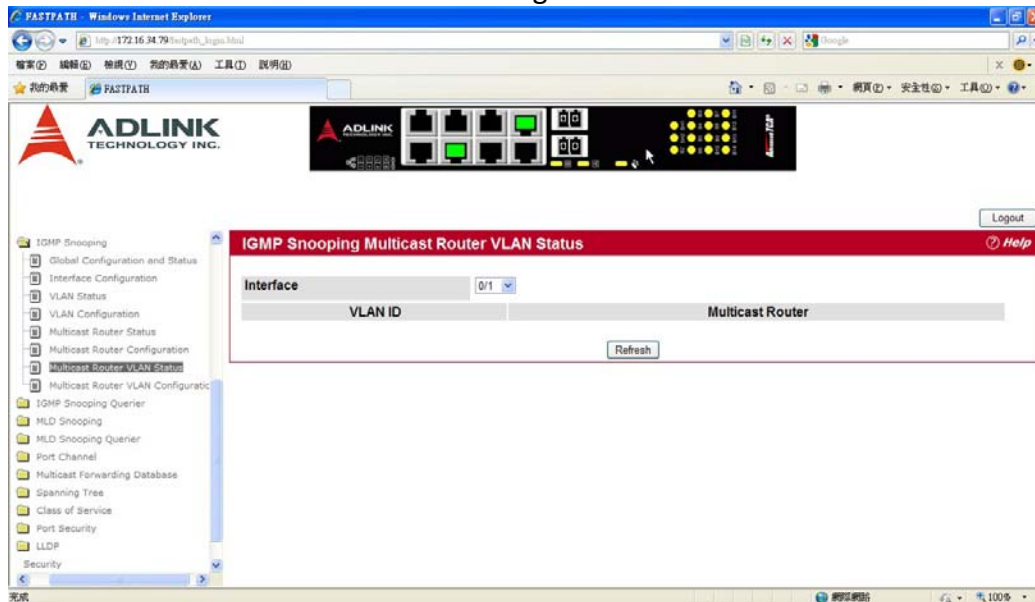 FASTPATH - Windows Internet Explorer
http://172.16.34.79/fastpath_login.html
Google
檔案(F) 編輯(E) 檢視(V) 我的最愛(A) 工具(T) 說明(H)
我的最愛 FASTPATH
網頁(P) 安全性(S) 工具(O)
ADLINK
TECHNOLOGY INC.
ADLINK
TECHNOLOGY INC.
Logout
IGMP Snooping
Global Configuration and Status
Interface Configuration
VLAN Status
VLAN Configuration
Multicast Router Status
Multicast Router Configuration
Multicast Router VLAN Status
Multicast Router VLAN Configuratic
IGMP Snooping Querier
MLD Snooping
MLD Snooping Querier
Port Channel
Multicast Forwarding Database
Spanning Tree
Class of Service
Port Security
LLDP
Security
IGMP Snooping Multicast Router VLAN Status
Help
Interface 0/1
VLAN ID Multicast Router
Refresh
完成
網際網路 100%